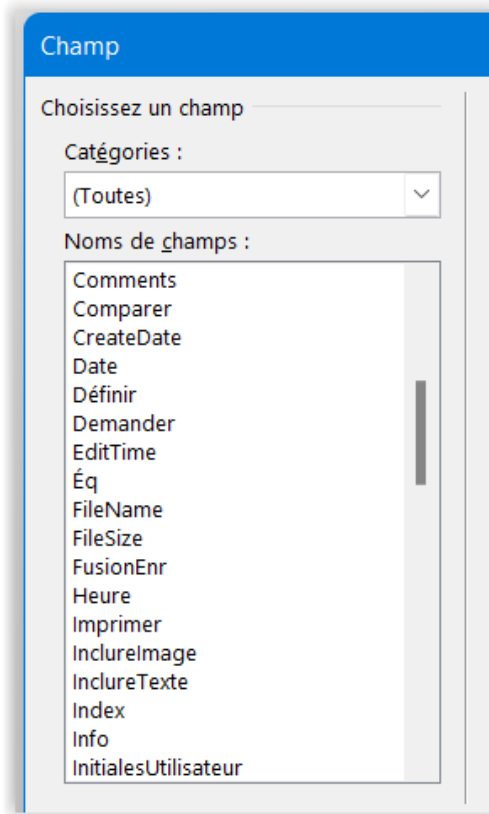 Champ
Choisissez un champ
Catégories :
(Toutes)
Noms de champs :
Comments
Comparer
CreateDate
Date
Définir
Demander
EditTime
Éq
FileName
FileSize
FusionEnr
Heure
Imprimer
InclureImage
InclureTexte
Index
Info
InitialesUtilisateur